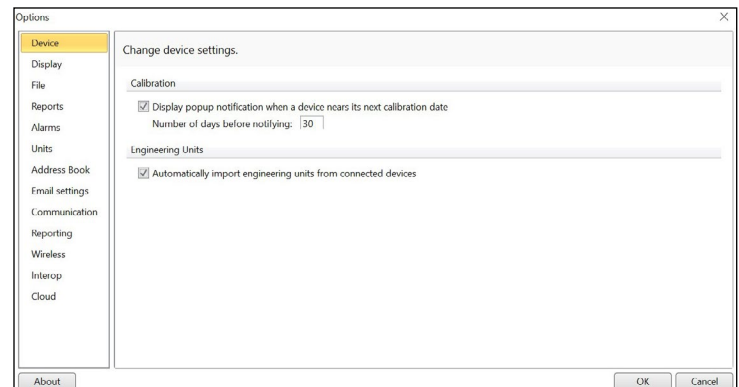 Options
Device
Display
File
Reports
Alarms
Units
Address Book
Email settings
Communication
Reporting
Wireless
Interop
Cloud
Change device settings.
Calibration
Display popup notification when a device nears its next calibration date
Number of days before notifying: 30
Engineering Units
Automatically import engineering units from connected devices
About
OK
Cancel